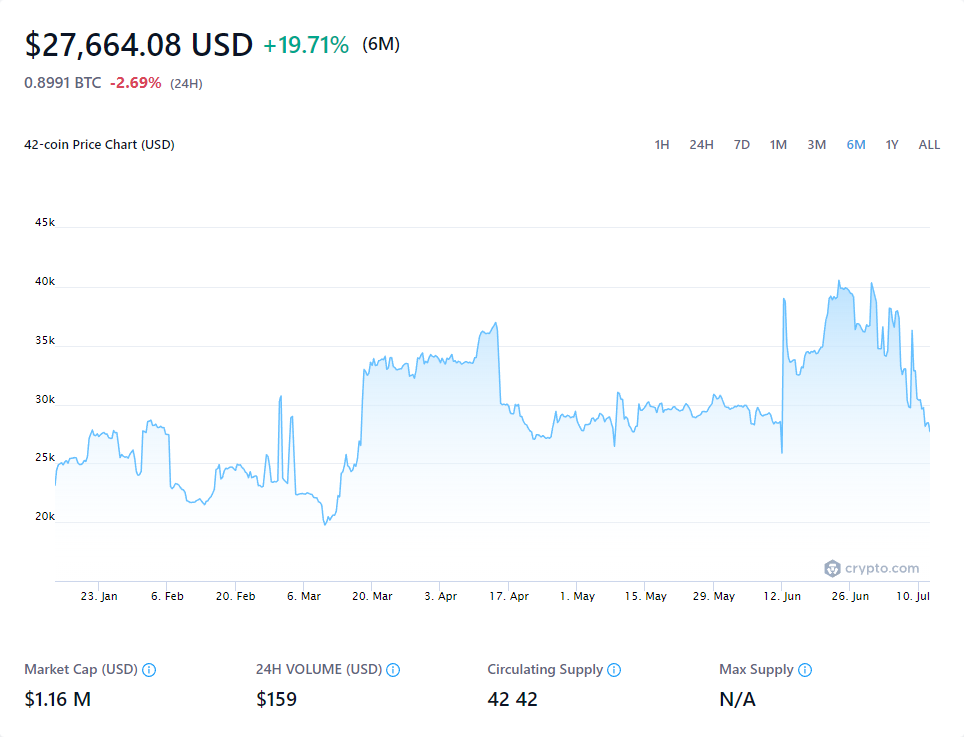 $27,664.08 USD +19.71% (6M)
0.8991 BTC -2.69% (24H)
42-coin Price Chart (USD) 1H 24H 7D 1M 3M 6M 1Y ALL
45k
40k
35k
30k
25k
20k
crypto.com
23. Jan 6. Feb 20. Feb 6. Mar 20. Mar 3. Apr 17. Apr 1. May 15. May 29. May 12. Jun 26. Jun 10. Jul
Market Cap (USD) 24H VOLUME (USD) Circulating Supply Max Supply
$1.16 M $159 42 42 N/A